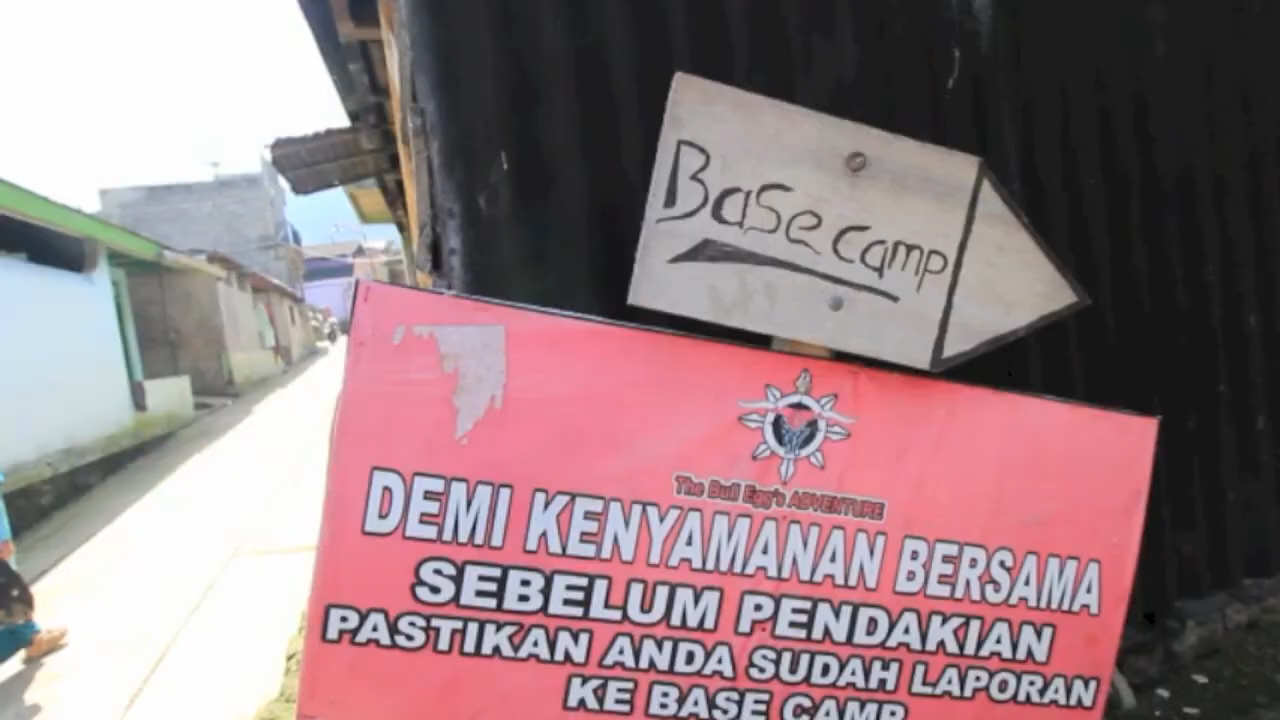 Base camp
The Bull Egg's ADVENTURE
DEMI KENYAMANAN BERSAMA
SEBELUM PENDAKIAN
PASTIKAN ANDA SUDAH LAPORAN
KE BASE CAMP